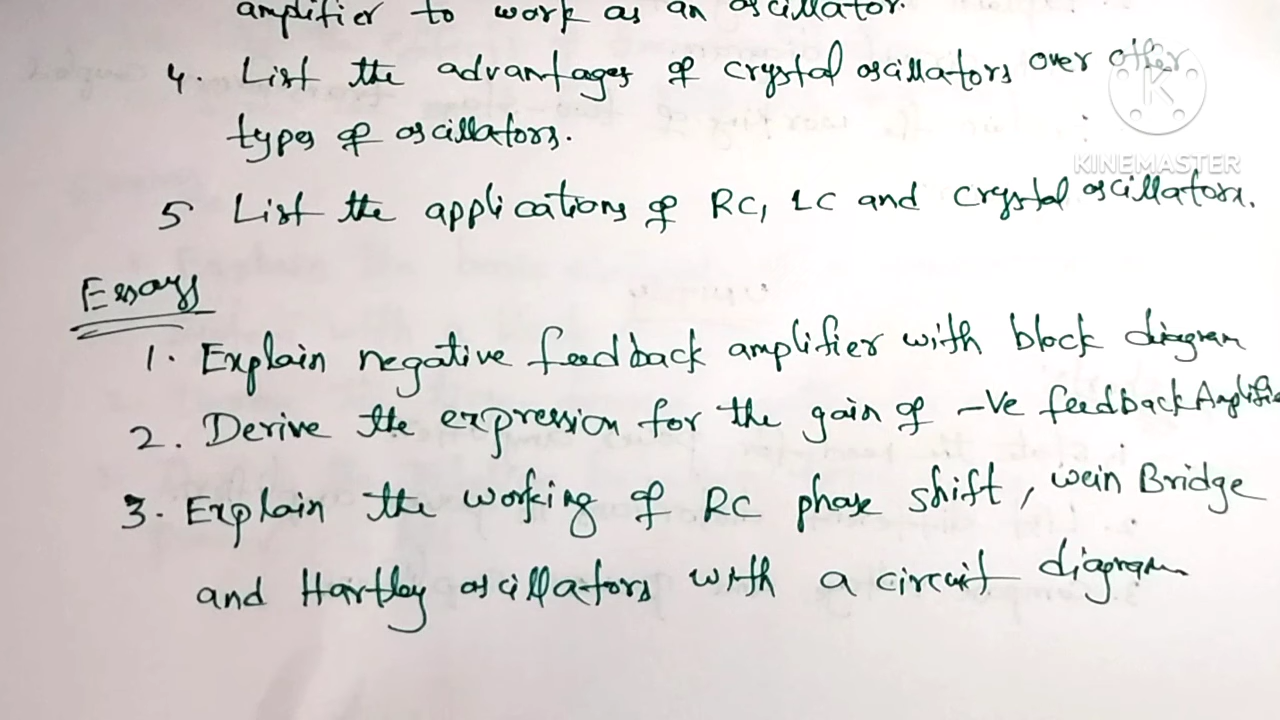 amplifier to work as an oscillator.
4. List the advantages of crystal oscillators over other
types of oscillators.
5 List the applications of RC, LC and crystal oscillators.
KINEMASTER
Essays
1. Explain negative feedback amplifier with block diagram
2. Derive the expression for the gain of -Ve feedback Amplifie
3. Explain the working of RC phase shift, wein Bridge
and Hartley oscillators with a circuit diagram